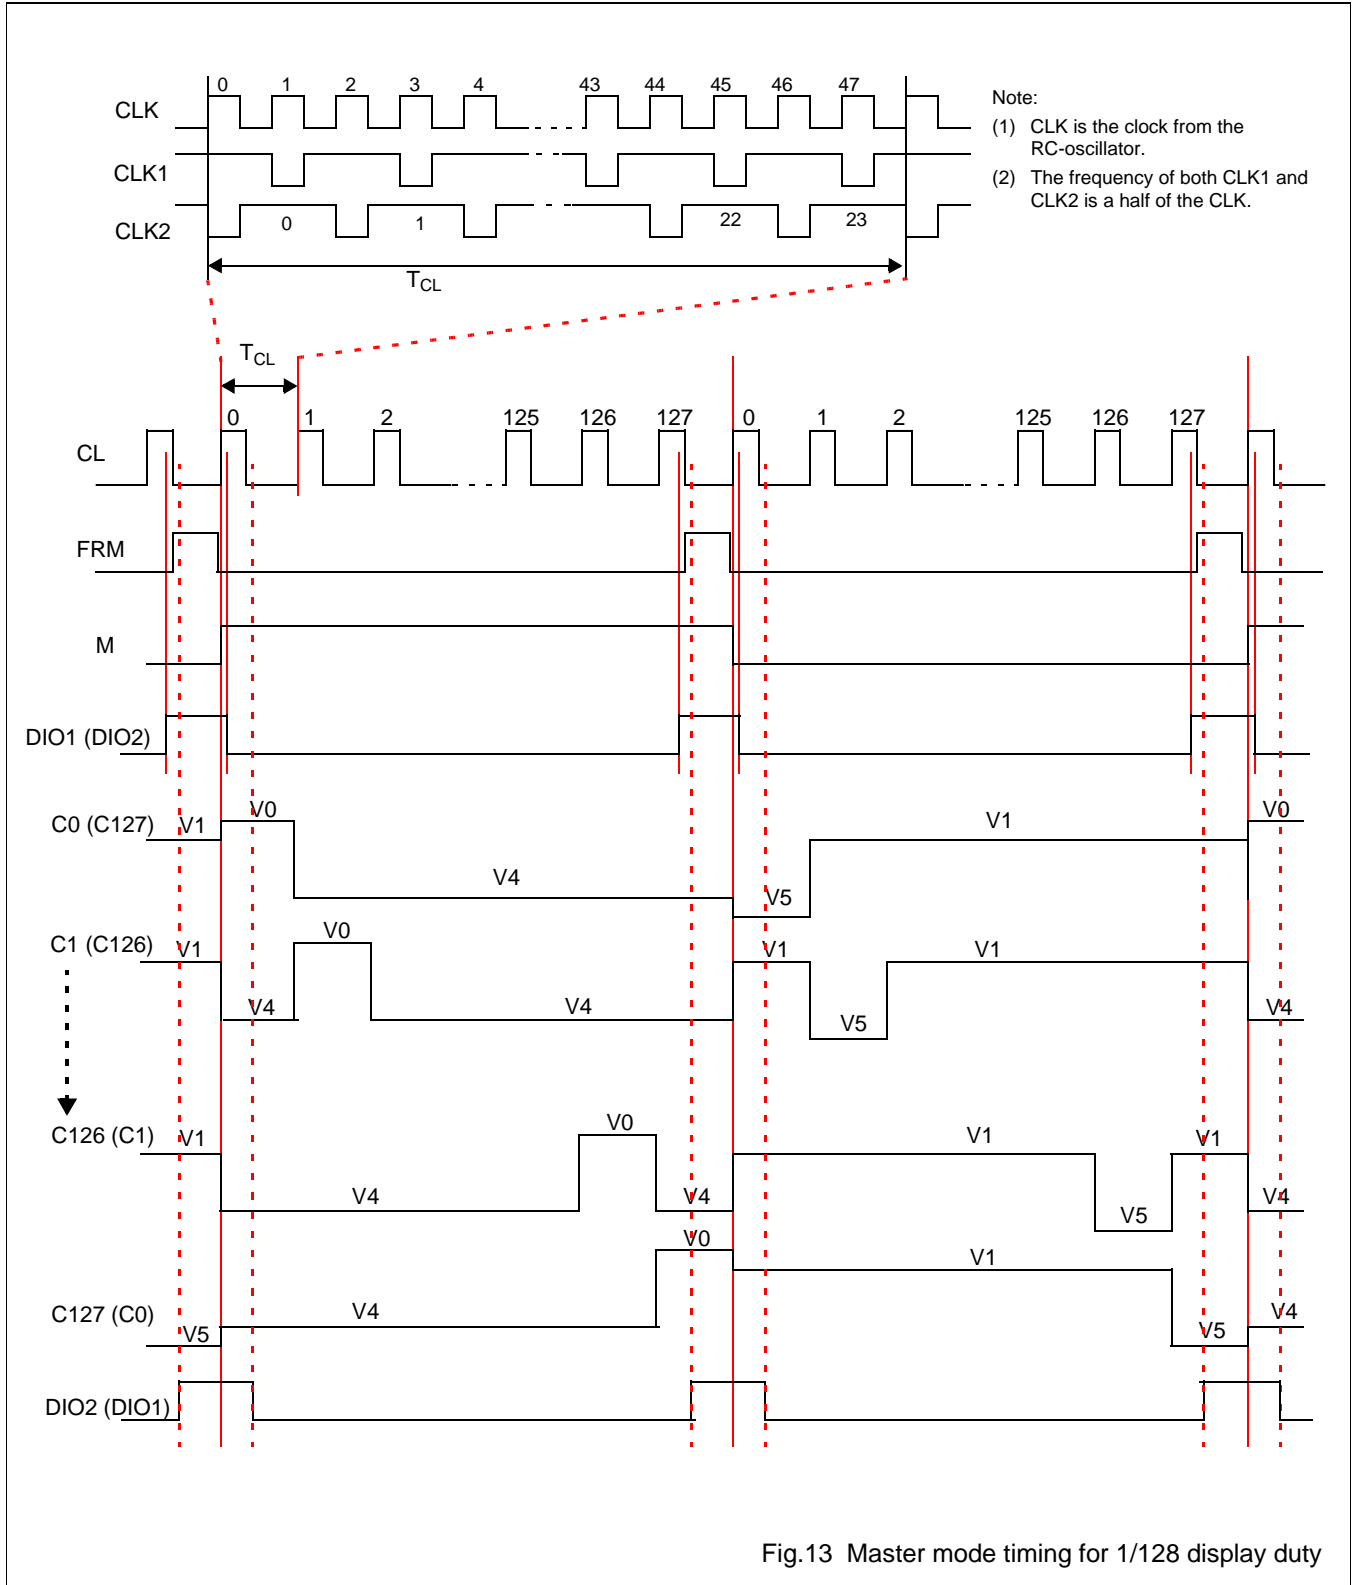 0 1 2 3 4 43 44 45 46 47
CLK
CLK1
CLK2
0 1 22 23
TCL
Note:
(1) CLK is the clock from the
RC-oscillator.
(2) The frequency of both CLK1 and
CLK2 is a half of the CLK.
TCL
0 1 2 125 126 127 0 1 2 125 126 127
CL
FRM
M
DIO1 (DIO2)
C0 (C127) V1 V0 V4 V5 V1 V0
C1 (C126) V1 V4 V0 V4 V1 V5 V1 V4
C126 (C1) V1 V4 V0 V4 V1 V5 V1 V4
C127 (C0) V5 V4 V0 V1 V5 V4
DIO2 (DIO1)
Fig.13 Master mode timing for 1/128 display duty